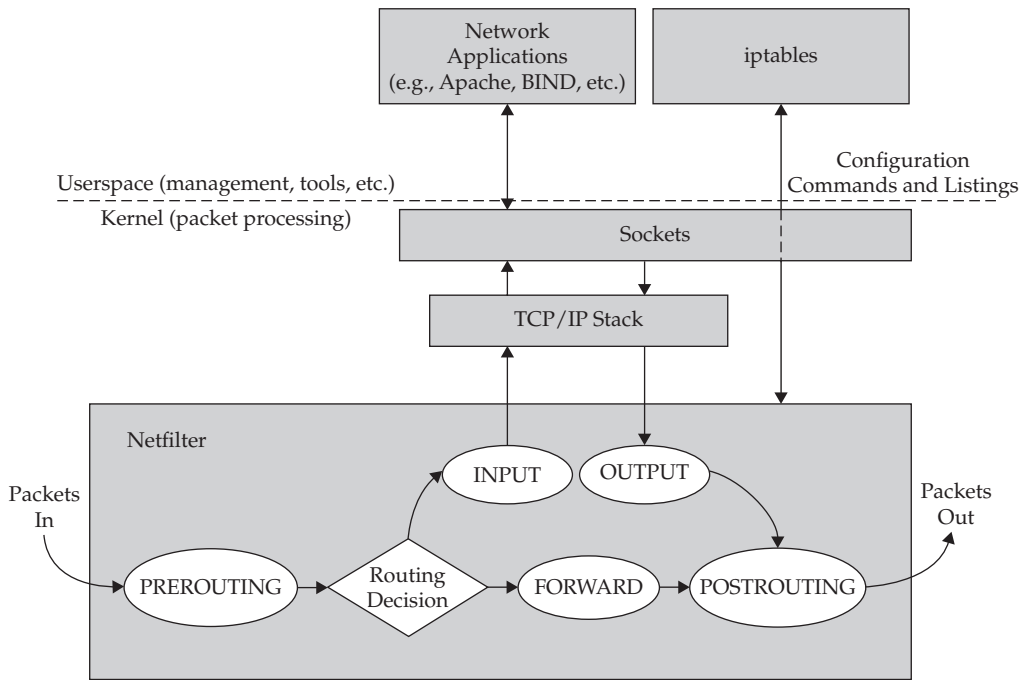 Network
Applications
(e.g., Apache, BIND, etc.)
iptables
Userspace (management, tools, etc.)
Configuration
Commands and Listings
Kernel (packet processing)
Sockets
TCP/IP Stack
Netfilter
INPUT
OUTPUT
Packets
In
Packets
Out
PREROUTING
Routing
Decision
FORWARD
POSTROUTING